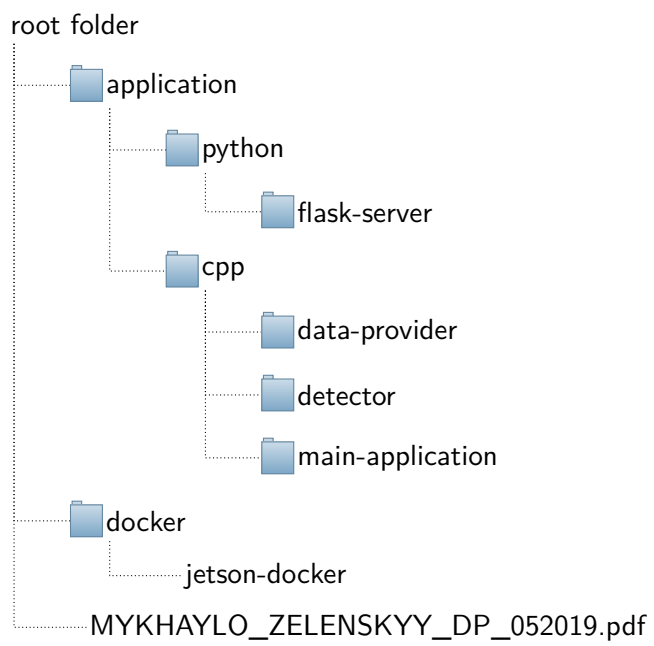 root folder
application
python
flask-server
cpp
data-provider
detector
main-application
docker
jetson-docker
MYKHAYLO_ZELENSKYY_DP_052019.pdf